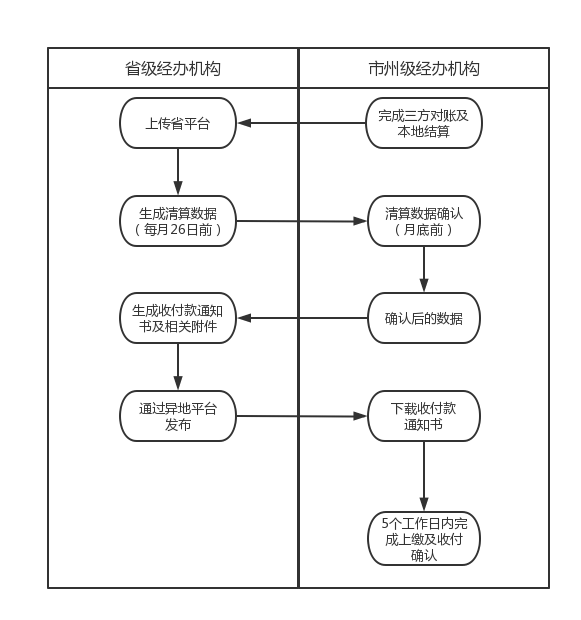 省级经办机构
市州级经办机构
上传省平台
完成三方对账及
本地结算
生成清算数据
（每月26日前）
清算数据确认
（月底前）
生成收付款通知
书及相关附件
确认后的数据
通过异地平台
发布
下载收付款
通知书
5个工作日内完
成上缴及收付
确认